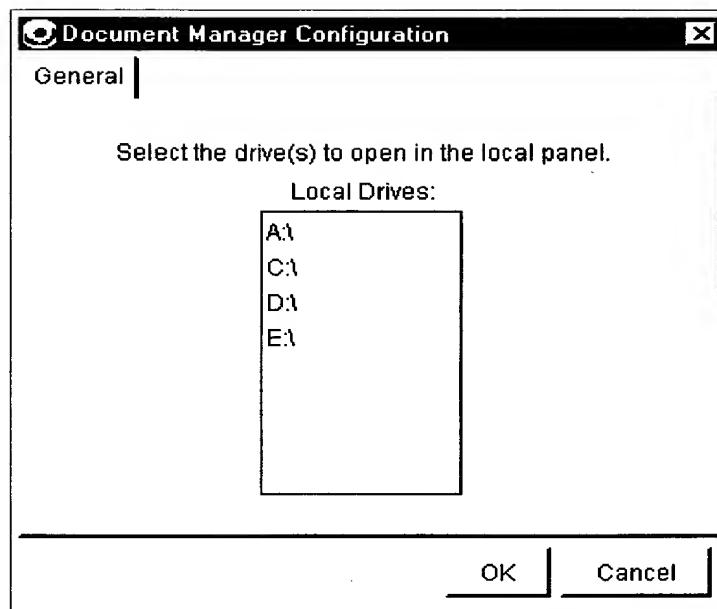 Document Manager Configuration
General
Select the drive(s) to open in the local panel.
Local Drives:
A:\
C:\
D:\
E:\
OK Cancel